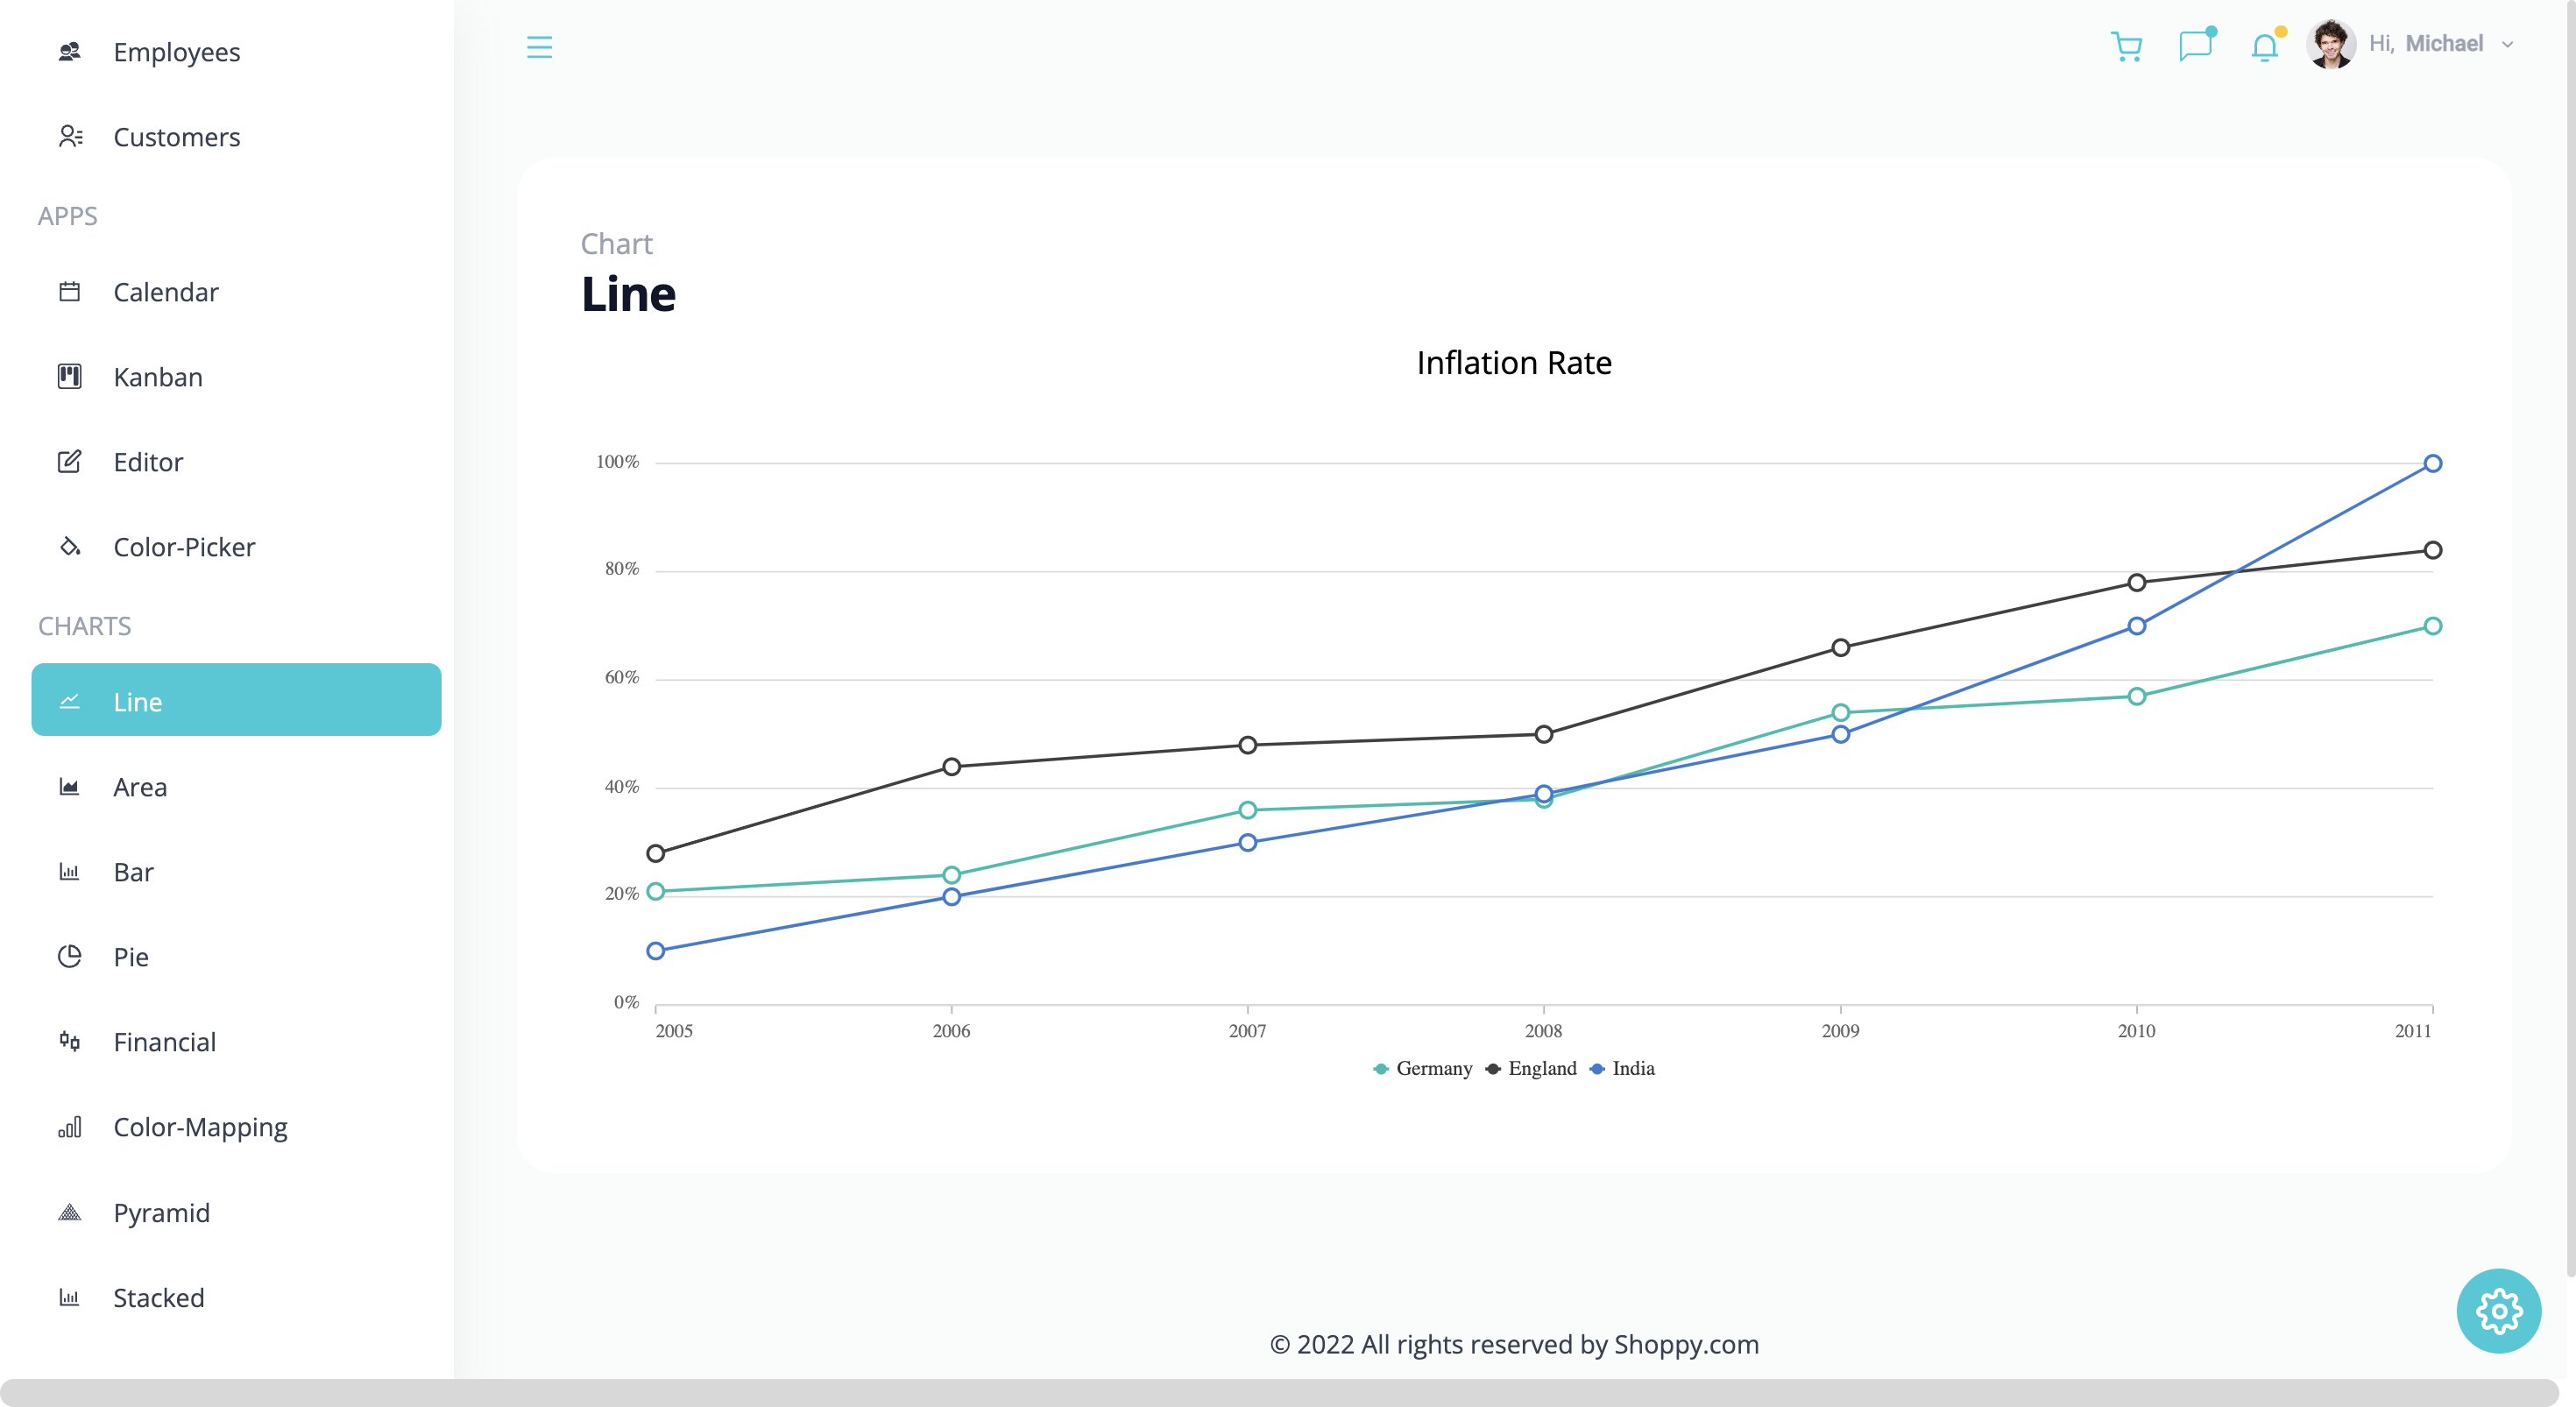 Employees
Customers
APPS
Calendar
Kanban
Editor
Color-Picker
CHARTS
Line
Area
Bar
Pie
Financial
Color-Mapping
Pyramid
Stacked
Hi, Michael
Chart
Line
Inflation Rate
100%
80%
60%
40%
20%
0%
2005 2006 2007 2008 2009 2010 2011
Germany England India
© 2022 All rights reserved by Shoppy.com